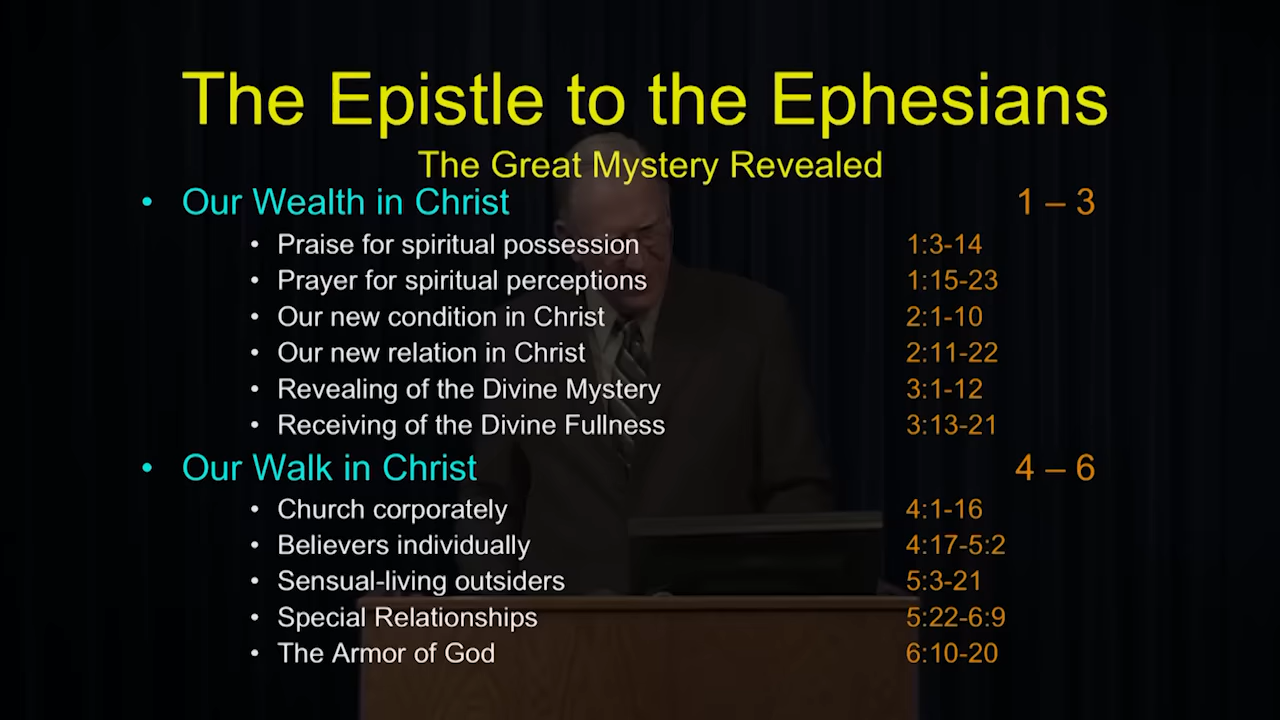 The Epistle to the Ephesians
The Great Mystery Revealed
• Our Wealth in Christ 1 – 3
• Praise for spiritual possession 1:3-14
• Prayer for spiritual perceptions 1:15-23
• Our new condition in Christ 2:1-10
• Our new relation in Christ 2:11-22
• Revealing of the Divine Mystery 3:1-12
• Receiving of the Divine Fullness 3:13-21
• Our Walk in Christ 4 – 6
• Church corporately 4:1-16
• Believers individually 4:17-5:2
• Sensual-living outsiders 5:3-21
• Special Relationships 5:22-6:9
• The Armor of God 6:10-20